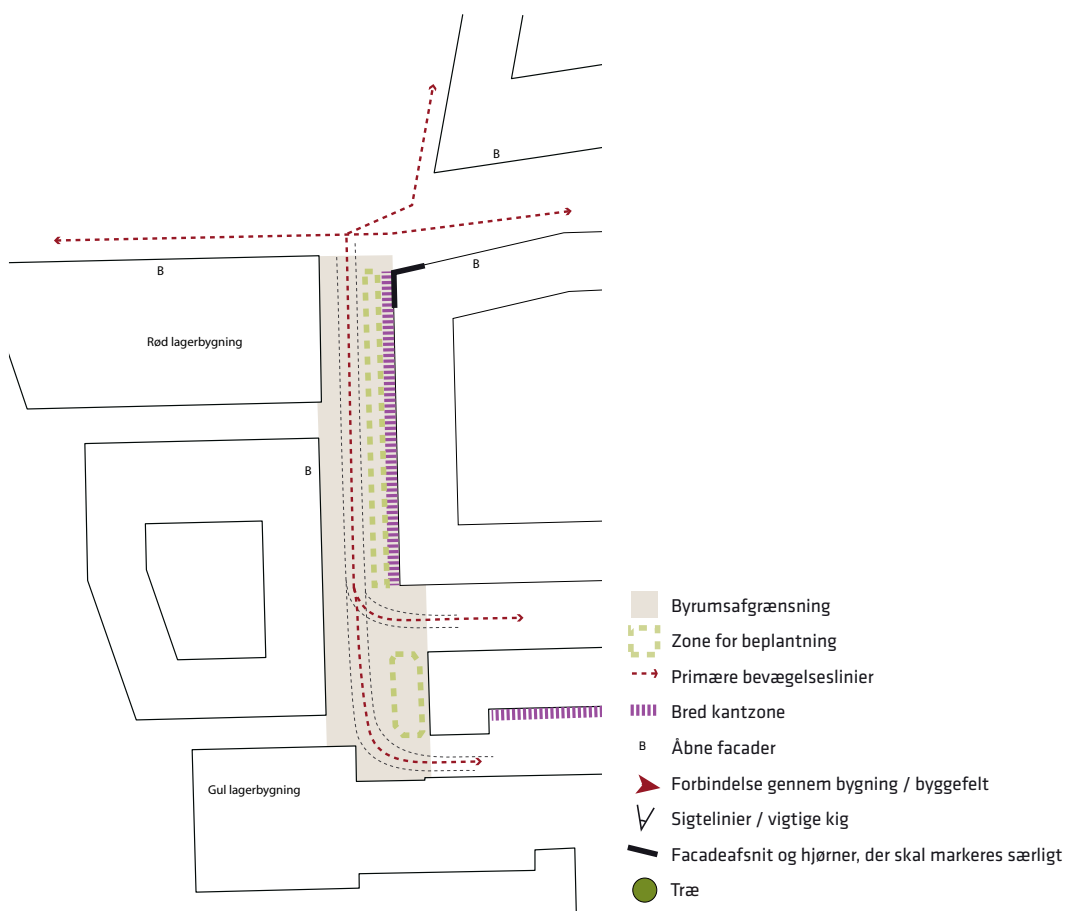 B
B
B
Rød lagerbygning
B
Gul lagerbygning
Byrumsafgrænsning
Zone for beplantning
Primære bevægelseslinier
Bred kantzone
B Åbne facader
Forbindelse gennem bygning / byggefelt
Sigtelinier / vigtige kig
Facadeafsnit og hjørner, der skal markeres særligt
Træ